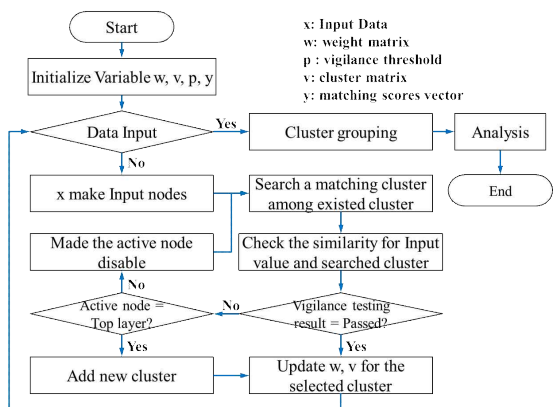 Start
x: Input Data
w: weight matrix
p : vigilance threshold
v: cluster matrix
y: matching scores vector
Initialize Variable w, v, p, y
Data Input
Yes
Cluster grouping
Analysis
No
End
x make Input nodes
Search a matching cluster
among existed cluster
Made the active node
disable
Check the similarity for Input
value and searched cluster
No
Active node =
Top layer?
No
Vigilance testing
result = Passed?
Yes
Yes
Add new cluster
Update w, v for the
selected cluster